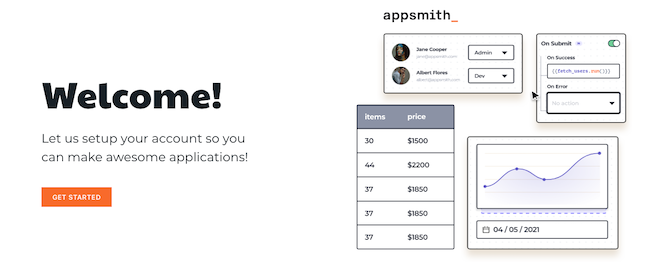 appsmith_
Welcome!
Let us setup your account so you
can make awesome applications!
GET STARTED
Jane Cooper
jane@appsmith.com
Admin
Albert Flores
albert@appsmith.com
Dev
On Submit
On Success
{{fetch_users.run()}}
On Error
No action
items price
30 $1500
44 $2200
37 $1850
37 $1850
37 $1850
04 / 05 / 2021